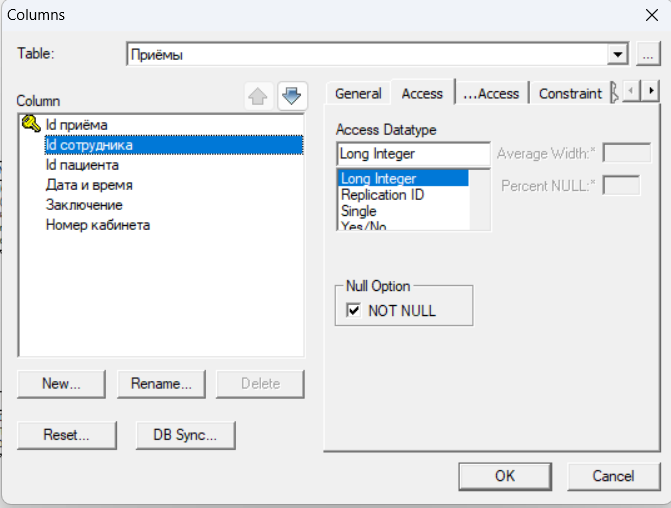 Columns
Table:
Приёмы
...
Column
Id приёма
Id сотрудника
Id пациента
Дата и время
Заключение
Номер кабинета
New...
Rename...
Delete
Reset...
DB Sync...
General
Access
...Access
Constraint
Access Datatype
Long Integer
Long Integer
Replication ID
Single
Yes/No
Average Width:*
Percent NULL:*
Null Option
NOT NULL
OK
Cancel